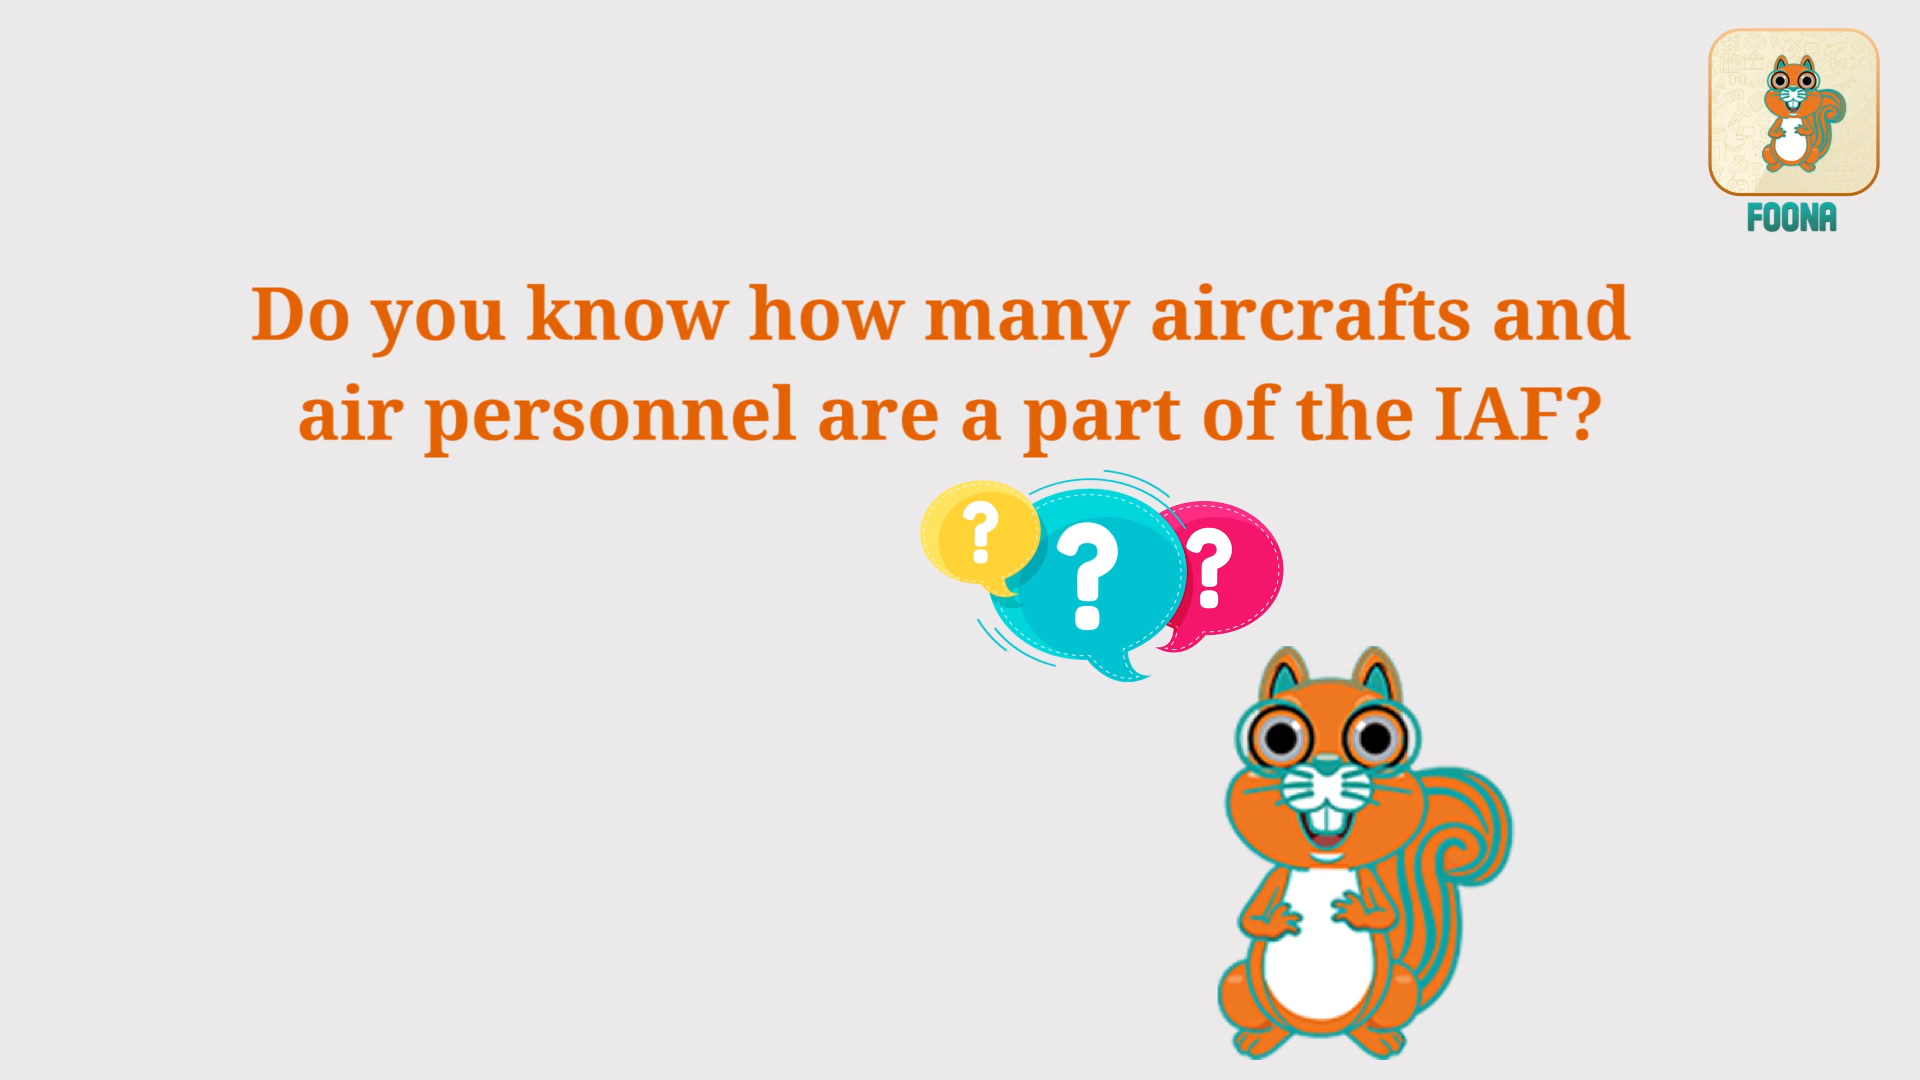 FOONA
Do you know how many aircrafts and
air personnel are a part of the IAF?
? ? ?